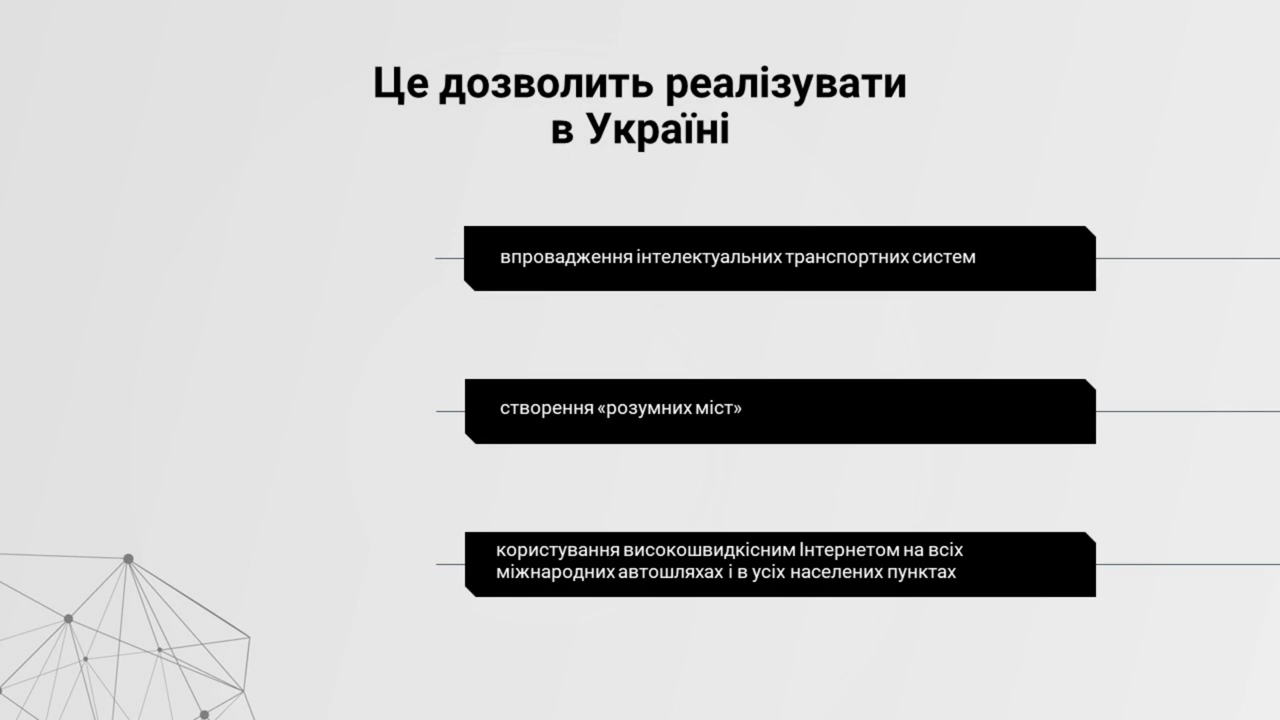 Це дозволить реалізувати
в Україні
впровадження інтелектуальних транспортних систем
створення «розумних міст»
користування високошвидкісним Інтернетом на всіх
міжнародних автошляхах і в усіх населених пунктах